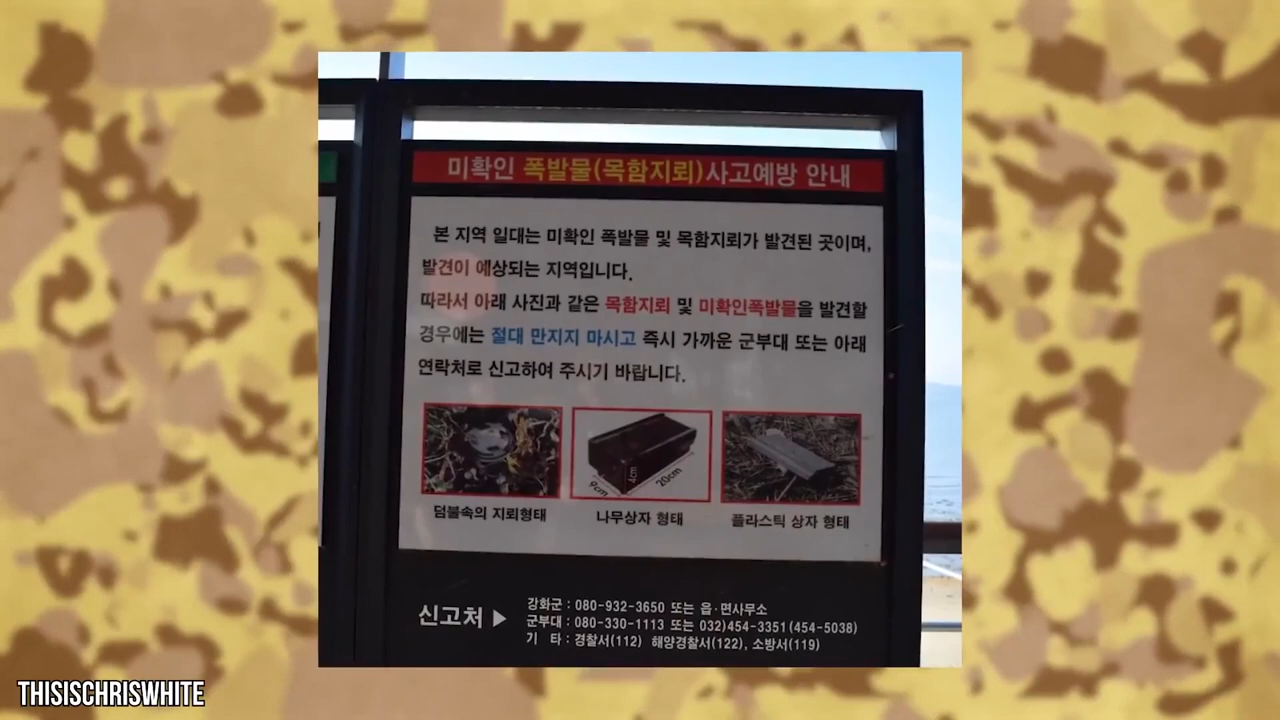 미확인 폭발물(목함지뢰)사고예방 안내
본 지역 일대는 미확인 폭발물 및 목함지뢰가 발견된 곳이며,
발견이 예상되는 지역입니다.
따라서 아래 사진과 같은 목함지뢰 및 미확인폭발물을 발견할
경우에는 절대 만지지 마시고 즉시 가까운 군부대 또는 아래
연락처로 신고하여 주시기 바랍니다.
9cm 4cm 20cm
덤불속의 지뢰형태 나무상자 형태 플라스틱 상자 형태
신고처 ▶
강화군 : 080-932-3650 또는 읍·면사무소
군부대 : 080-330-1113 또는 032)454-3351(454-5038)
기 타 : 경찰서(112) 해양경찰서(122), 소방서(119)
THISISCHRISWHITE